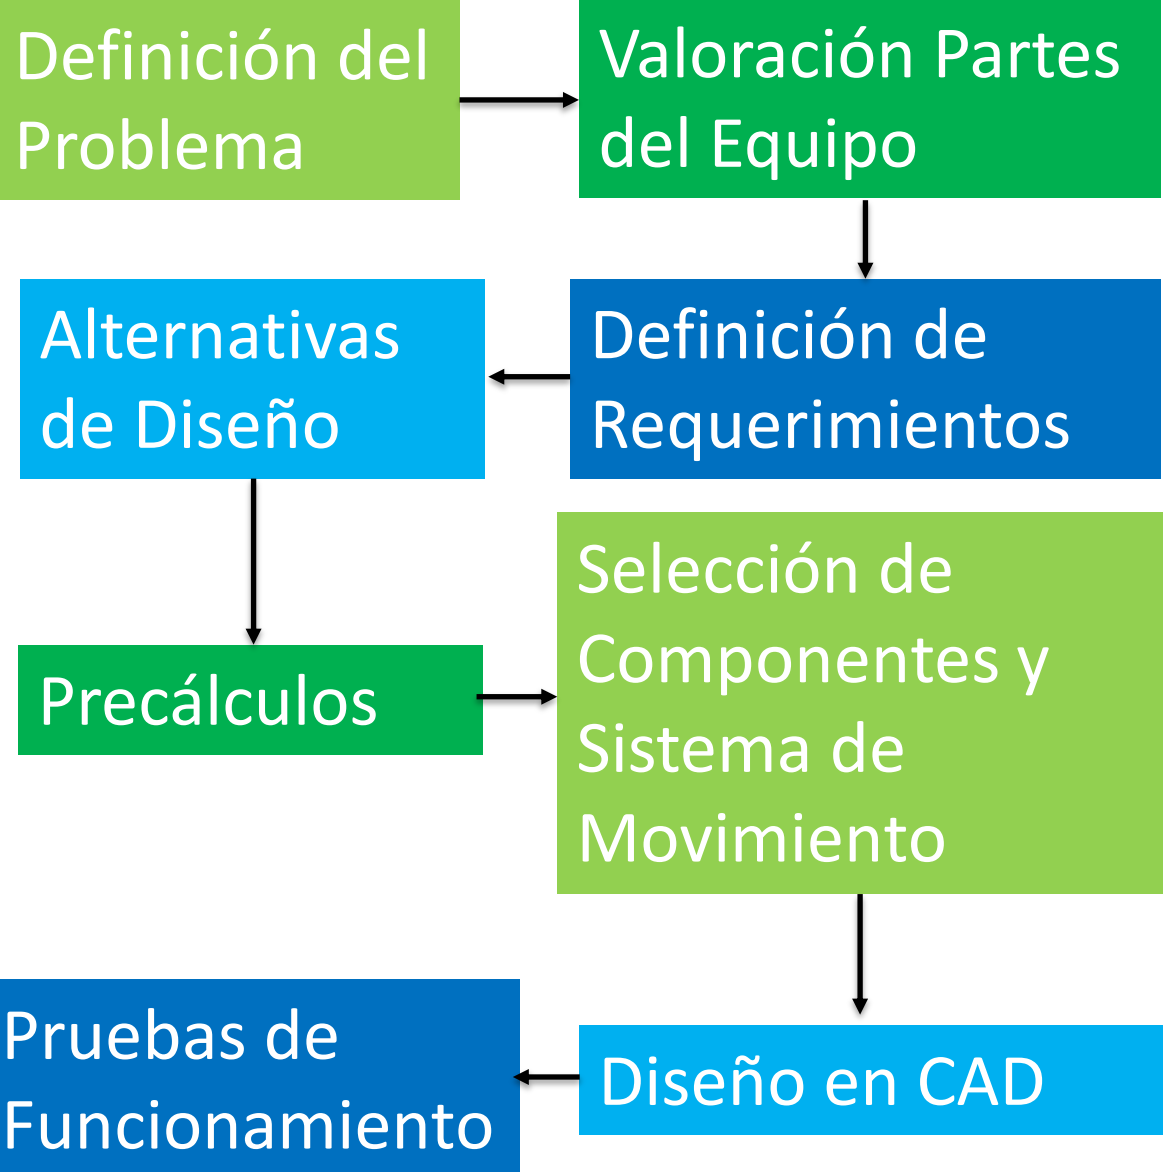 Definición del
Problema
Valoración Partes
del Equipo
Definición de
Requerimientos
Alternativas
de Diseño
Precálculos
Selección de
Componentes y
Sistema de
Movimiento
Diseño en CAD
Pruebas de
Funcionamiento